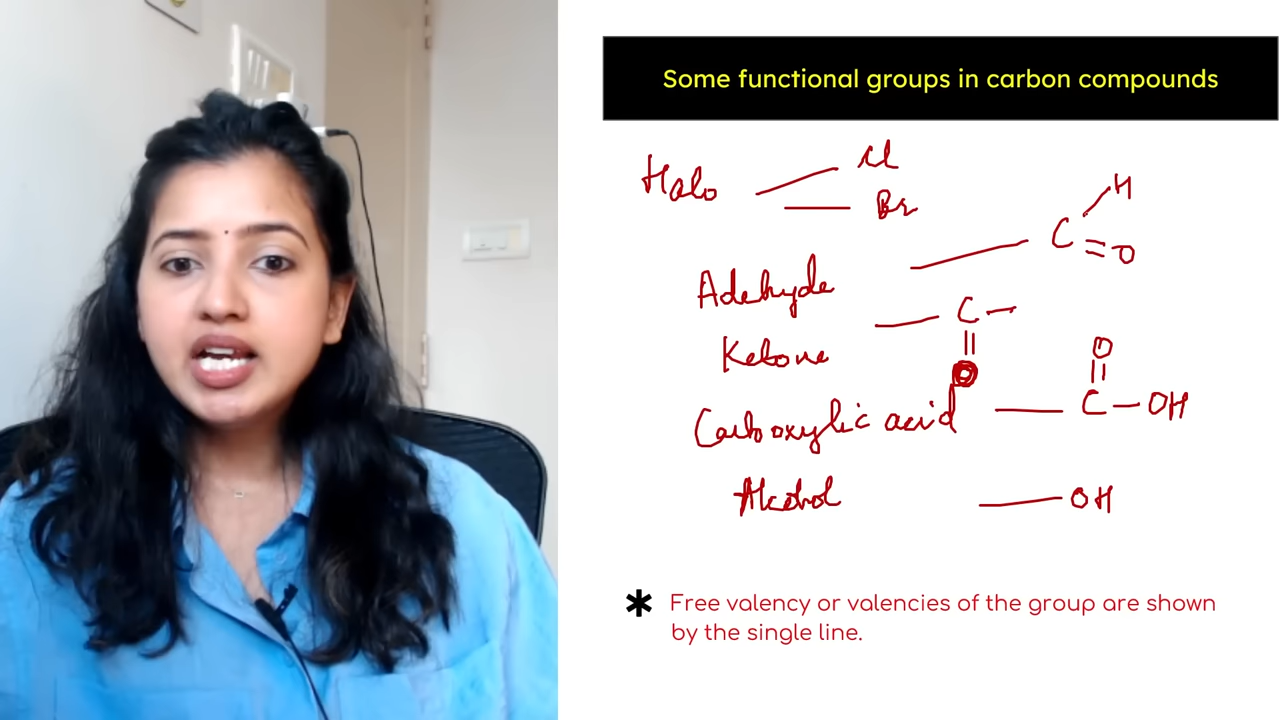 Some functional groups in carbon compounds
Halo — Cl
— Br
Adehyde — C - H
= O
Ketone — C —
||
O
Carboxylic acid — C — OH
||
O
Alcohol — OH
* Free valency or valencies of the group are shown
by the single line.